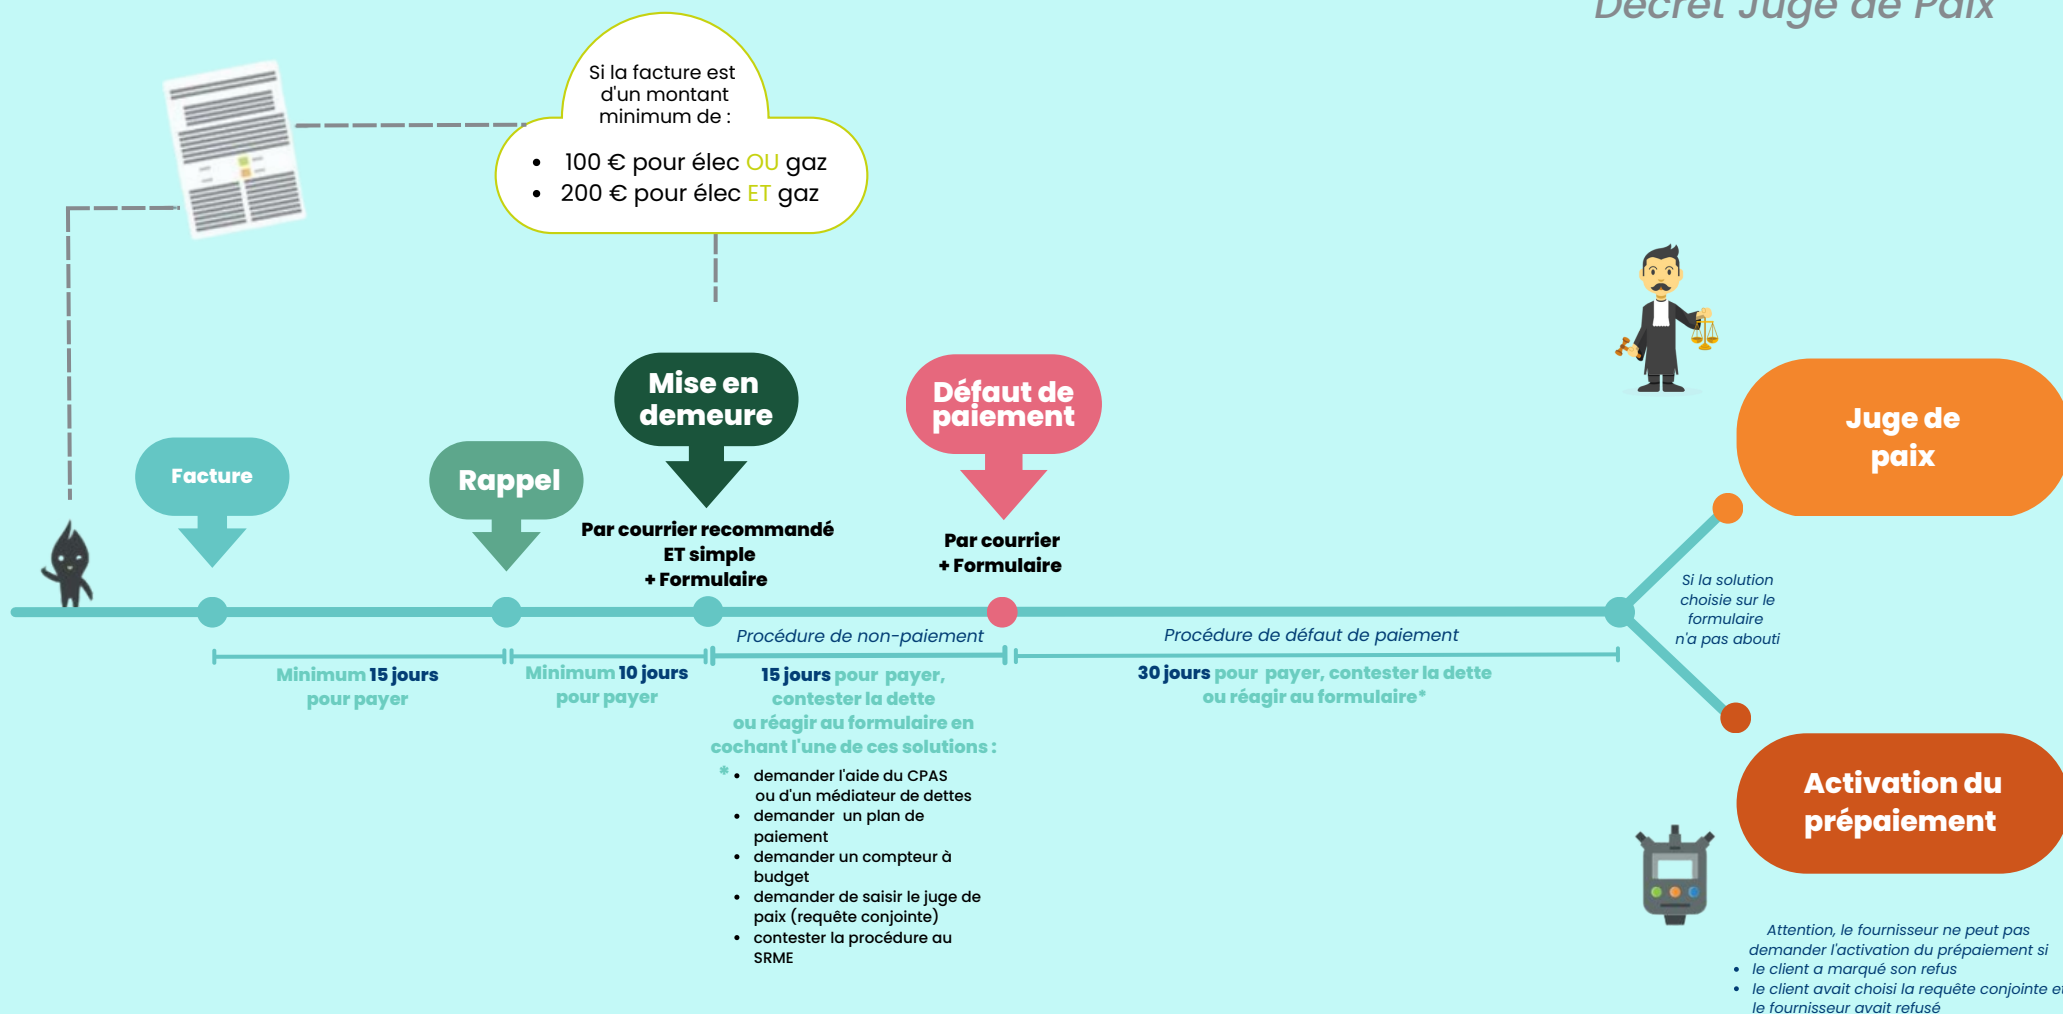 Décret Juge de Paix
Si la facture est
d'un montant
minimum de :
• 100 € pour élec OU gaz
• 200 € pour élec ET gaz
Facture
Rappel
Mise en
demeure
Par courrier recommandé
ET simple
+ Formulaire
Défaut de
paiement
Par courrier
+ Formulaire
Juge de
paix
Si la solution
choisie sur le
formulaire
n'a pas abouti
Procédure de non-paiement
Procédure de défaut de paiement
Minimum 15 jours
pour payer
Minimum 10 jours
pour payer
15 jours pour payer,
contester la dette
ou réagir au formulaire en
cochant l'une de ces solutions :
* • demander l'aide du CPAS
ou d'un médiateur de dettes
• demander un plan de
paiement
• demander un compteur à
budget
• demander de saisir le juge de
paix (requête conjointe)
• contester la procédure au
SRME
30 jours pour payer, contester la dette
ou réagir au formulaire*
Activation du
prépaiement
Attention, le fournisseur ne peut pas
demander l'activation du prépaiement si
• le client a marqué son refus
• le client avait choisi la requête conjointe et
le fournisseur avait refusé